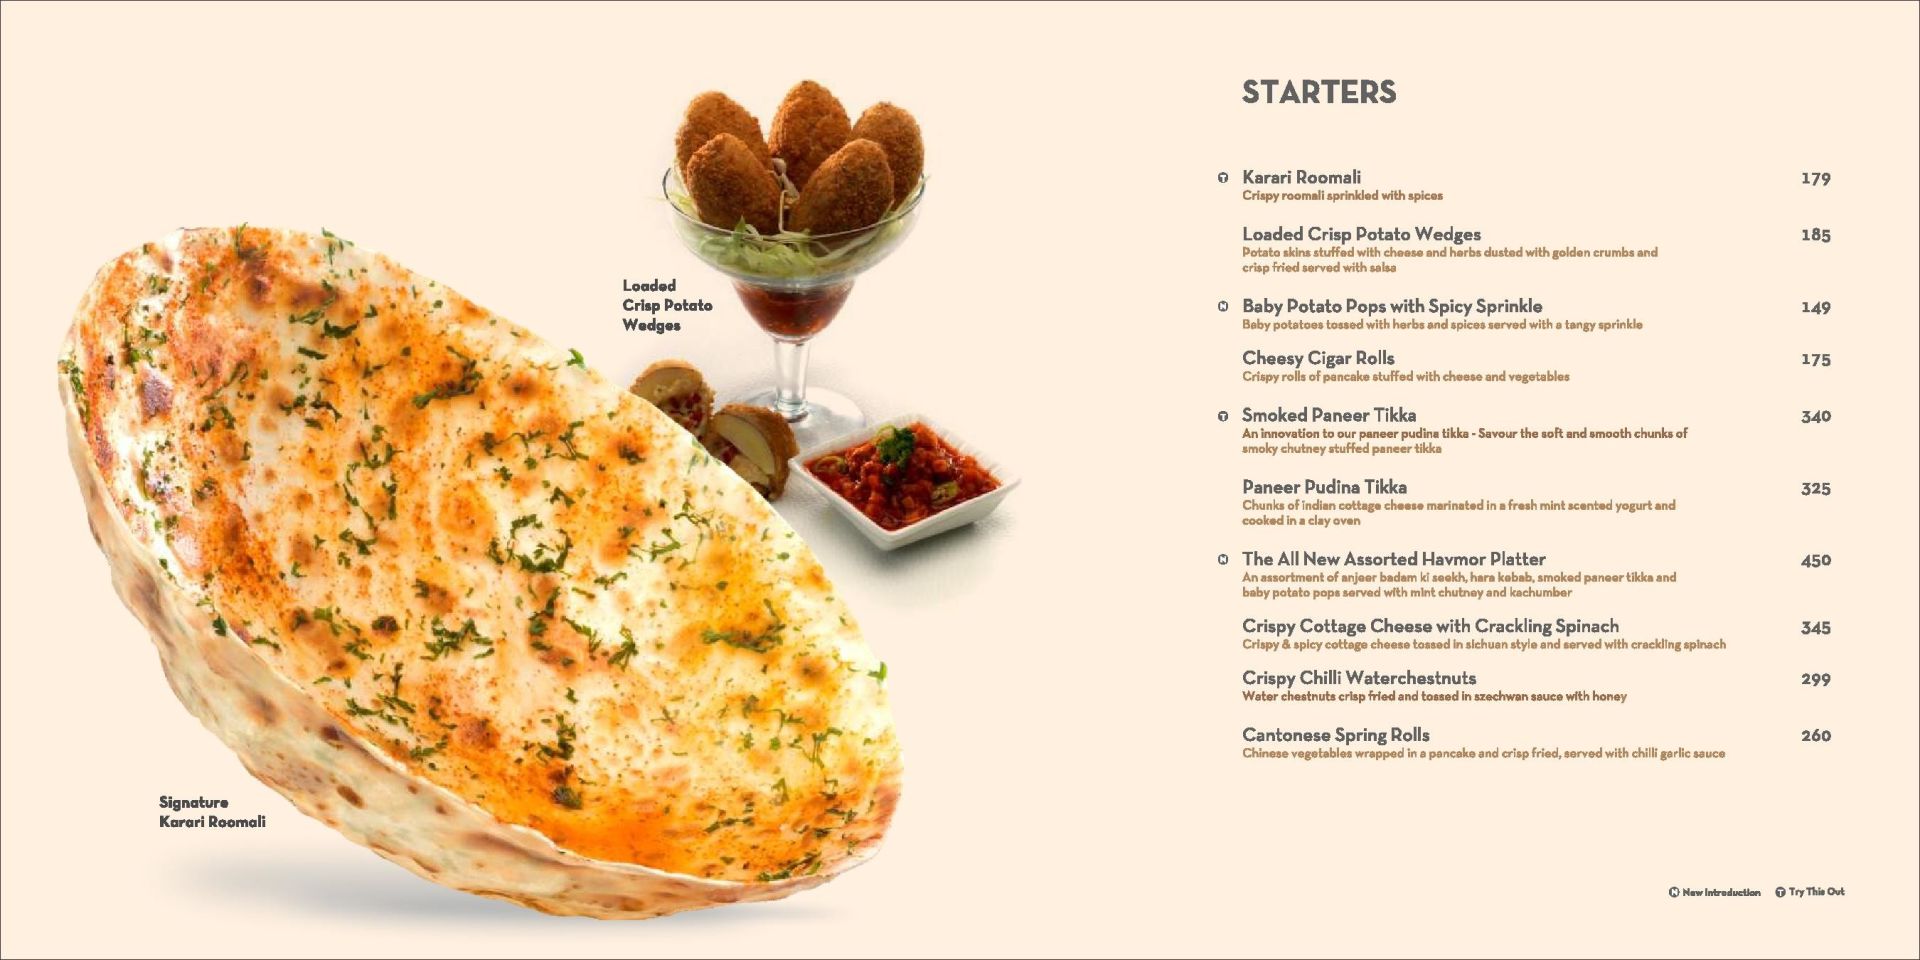 STARTERS
T Karari Roomali 179
Crispy roomali sprinkled with spices
Loaded Crisp Potato Wedges 185
Potato skins stuffed with cheese and herbs dusted with golden crumbs and
crisp fried served with salsa
N Baby Potato Pops with Spicy Sprinkle 149
Baby potatoes tossed with herbs and spices served with a tangy sprinkle
Cheesy Cigar Rolls 175
Crispy rolls of pancake stuffed with cheese and vegetables
T Smoked Paneer Tikka 340
An innovation to our paneer pudina tikka - Savour the soft and smooth chunks of
smoky chutney stuffed paneer tikka
Paneer Pudina Tikka 325
Chunks of indian cottage cheese marinated in a fresh mint scented yogurt and
cooked in a clay oven
N The All New Assorted Havmor Platter 450
An assortment of anjeer badam ki seekh, hara kebab, smoked paneer tikka and
baby potato pops served with mint chutney and kachumber
Crispy Cottage Cheese with Crackling Spinach 345
Crispy & spicy cottage cheese tossed in sichuan style and served with crackling spinach
Crispy Chilli Waterchestnuts 299
Water chestnuts crisp fried and tossed in szechwan sauce with honey
Cantonese Spring Rolls 260
Chinese vegetables wrapped in a pancake and crisp fried, served with chilli garlic sauce
Loaded
Crisp Potato
Wedges
Signature
Karari Roomali
N New Introduction T Try This Out